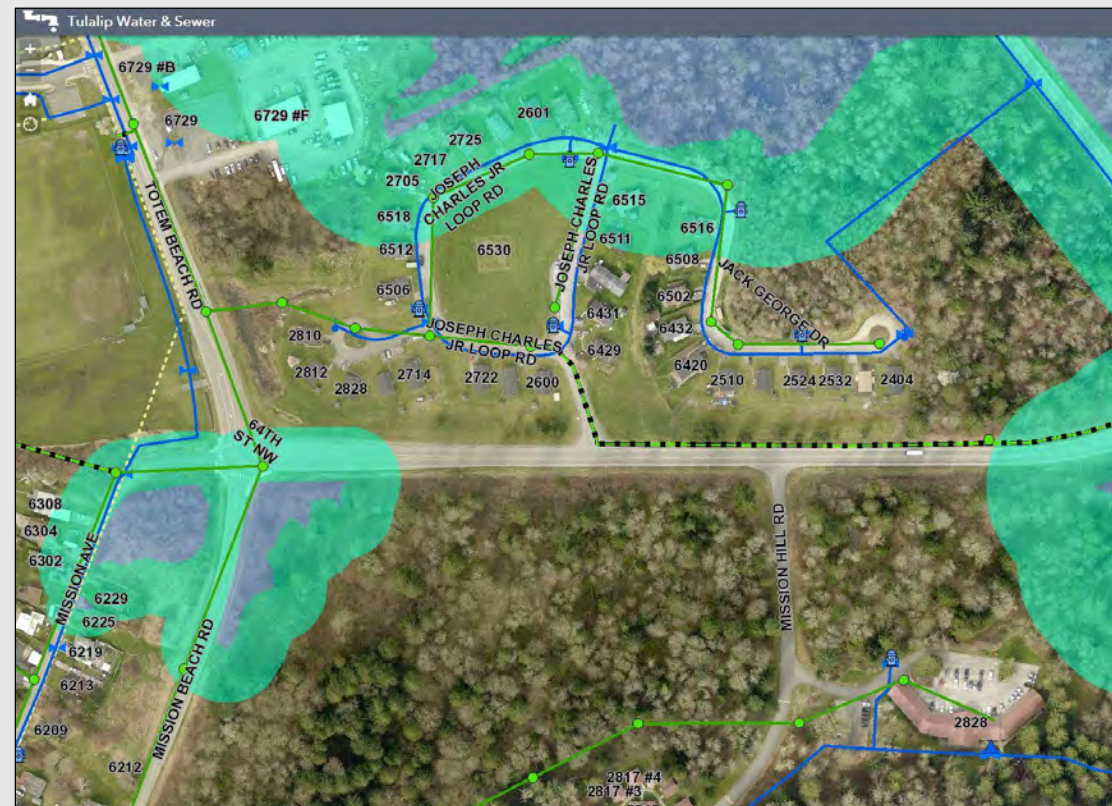 Tulalip Water & Sewer
6729 #B
6729
6729 #F
2601
2725
2717
2705
JOSEPH
CHARLES JR
LOOP RD
TOTEM BEACH RD
6518
6512
6506
6530
JOSEPH CHARLES
JR LOOP RD
6515
6511
6516
6508
6502
6432
6431
6429
JACK GEORGE DR
2810
2812
2828
2714
JOSEPH CHARLES
JR LOOP RD
2722
2600
6420
2510
2524
2532
2404
64TH
ST NW
6308
6304
6302
MISSION AVE
6229
6225
6219
6213
6209
6212
MISSION BEACH RD
MISSION HILL RD
2828
2817 #4
2817 #3